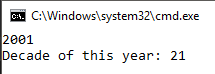 C:\Windows\system32\cmd.exe
2001
Decade of this year: 21